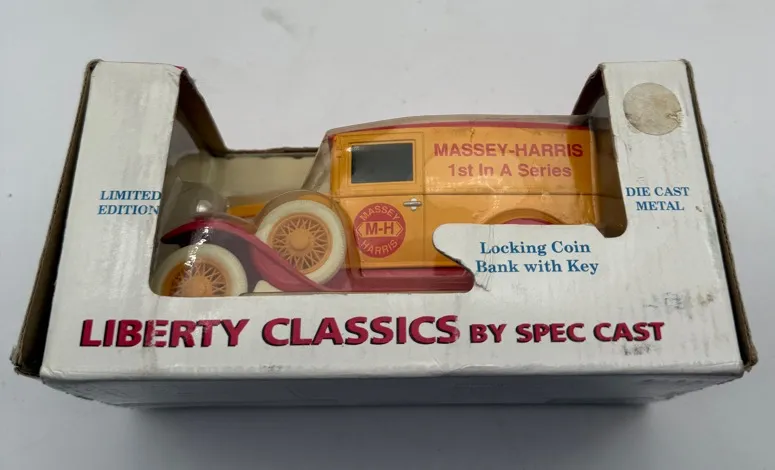 MASSEY-HARRIS
1st In A Series
LIMITED
EDITION
DIE CAST
METAL
MASSEY
M-H
HARRIS
Locking Coin
Bank with Key
LIBERTY CLASSICS BY SPEC CAST